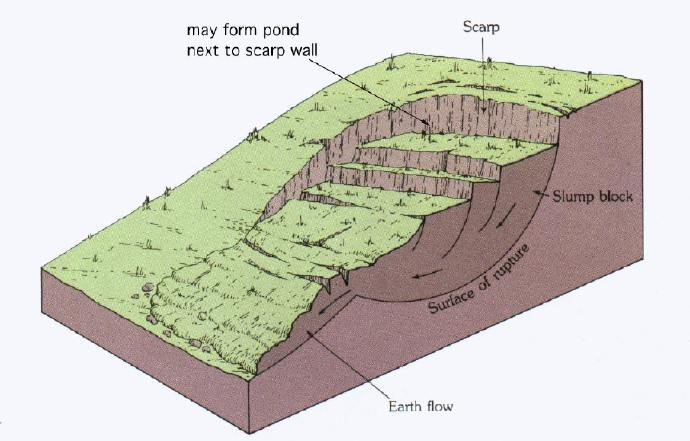 may form pond
next to scarp wall
Scarp
Slump block
Surface of rupture
Earth flow